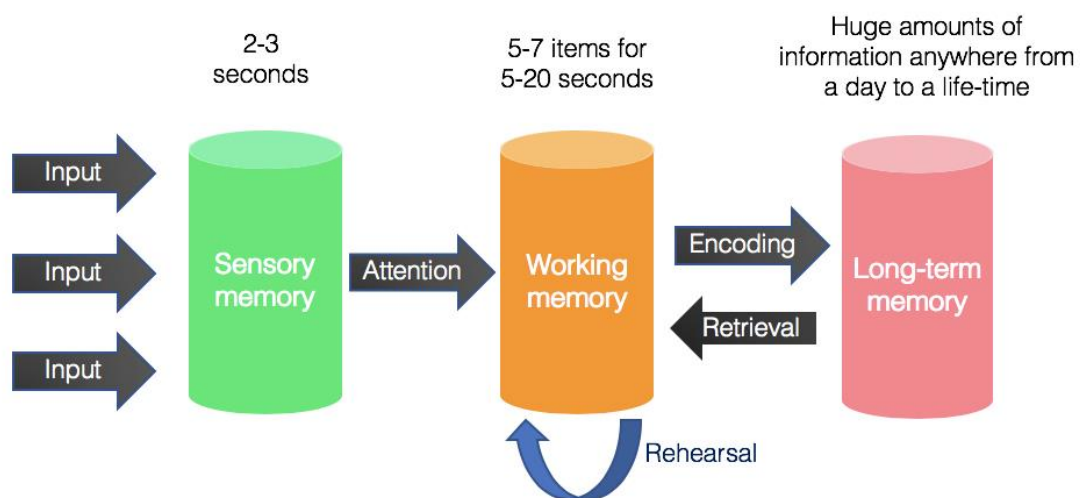 2-3
seconds
5-7 items for
5-20 seconds
Huge amounts of
information anywhere from
a day to a life-time
Input
Input
Input
Sensory
memory
Attention
Working
memory
Encoding
Retrieval
Long-term
memory
Rehearsal